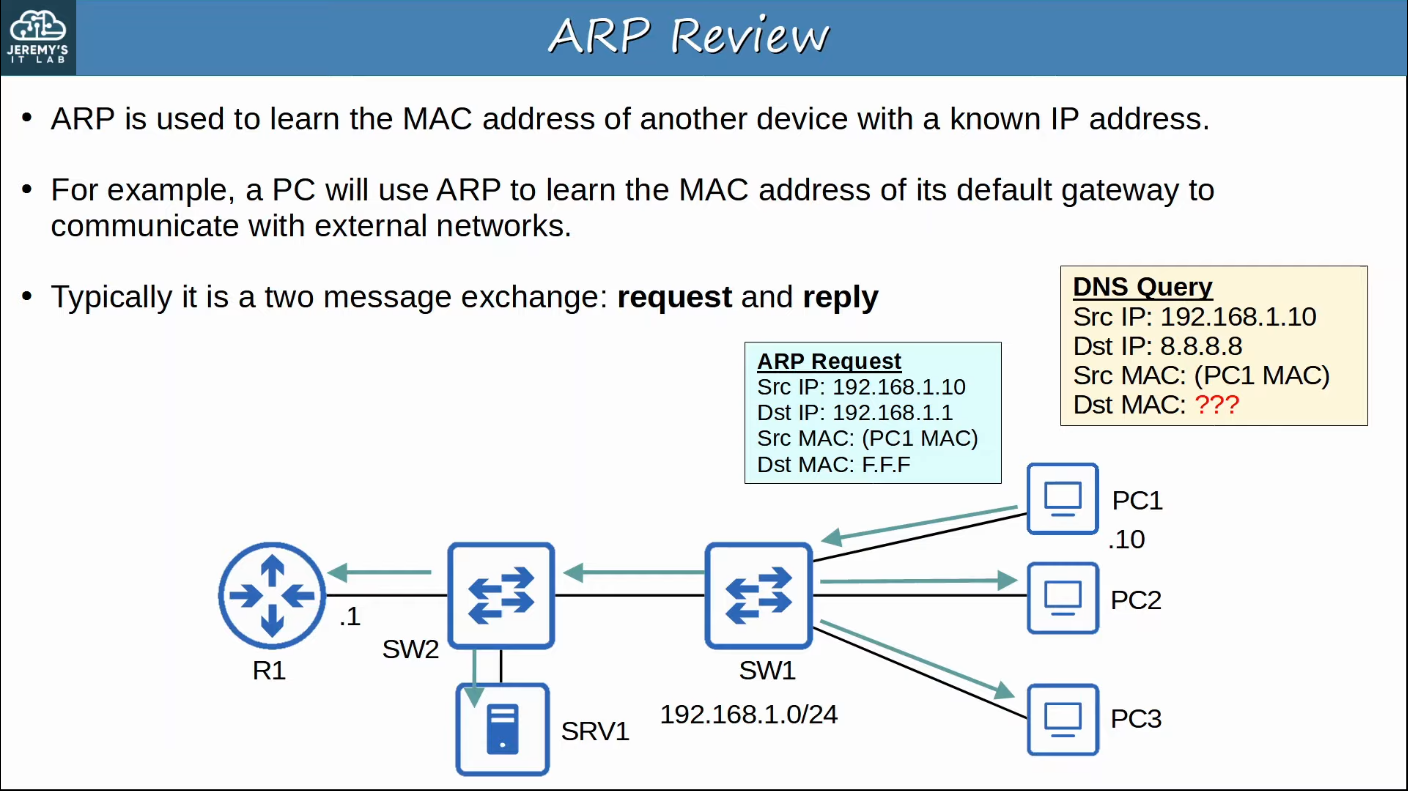 JEREMY'S
IT LAB
ARP Review
• ARP is used to learn the MAC address of another device with a known IP address.
• For example, a PC will use ARP to learn the MAC address of its default gateway to
communicate with external networks.
• Typically it is a two message exchange: request and reply
DNS Query
Src IP: 192.168.1.10
Dst IP: 8.8.8.8
Src MAC: (PC1 MAC)
Dst MAC: ???
ARP Request
Src IP: 192.168.1.10
Dst IP: 192.168.1.1
Src MAC: (PC1 MAC)
Dst MAC: F.F.F
PC1
.10
PC2
.1
SW2
R1
SW1
192.168.1.0/24
PC3
SRV1